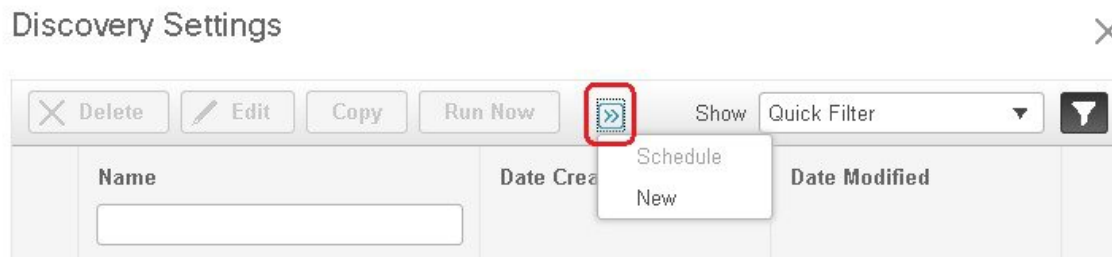 Discovery Settings
Delete Edit Copy Run Now Show Quick Filter
Schedule
Name Date Crea Date Modified
New